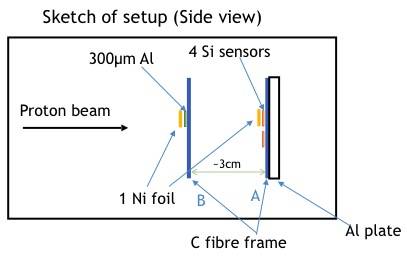 Sketch of setup (Side view)
300µm Al
4 Si sensors
Proton beam
~3cm
1 Ni foil
B
A
C fibre frame
Al plate